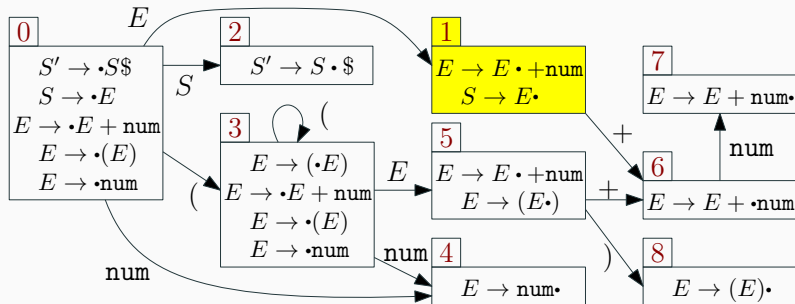 0
S′ → •S$
S → •E
E → •E + num
E → •(E)
E → •num
E
S
(
num
2
S′ → S • $
3
E → (•E)
E → •E + num
E → •(E)
E → •num
(
E
num
1
E → E • +num
S → E•
5
E → E • +num
E → (E•)
4
E → num•
+
+
)
7
E → E + num•
num
6
E → E + •num
8
E → (E)•